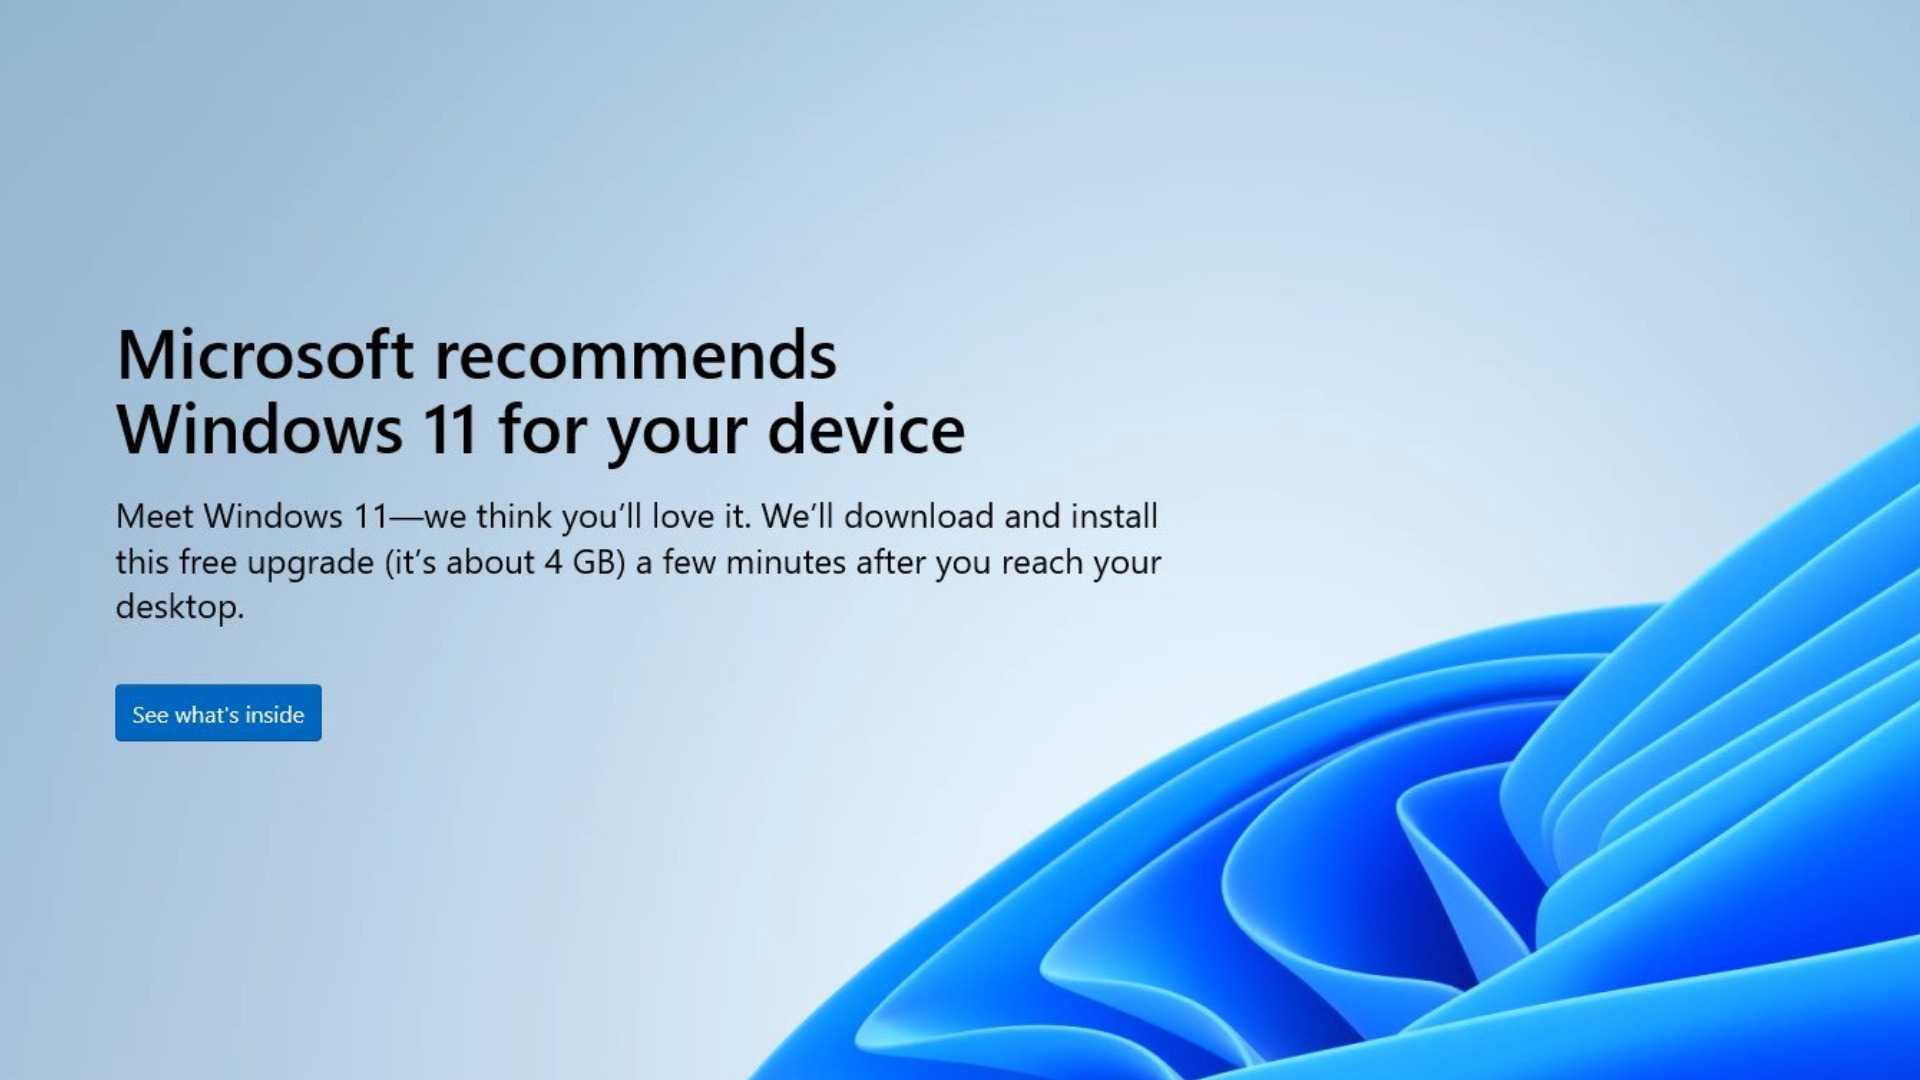 Microsoft recommends
Windows 11 for your device
Meet Windows 11—we think you’ll love it. We’ll download and install
this free upgrade (it’s about 4 GB) a few minutes after you reach your
desktop.
See what's inside